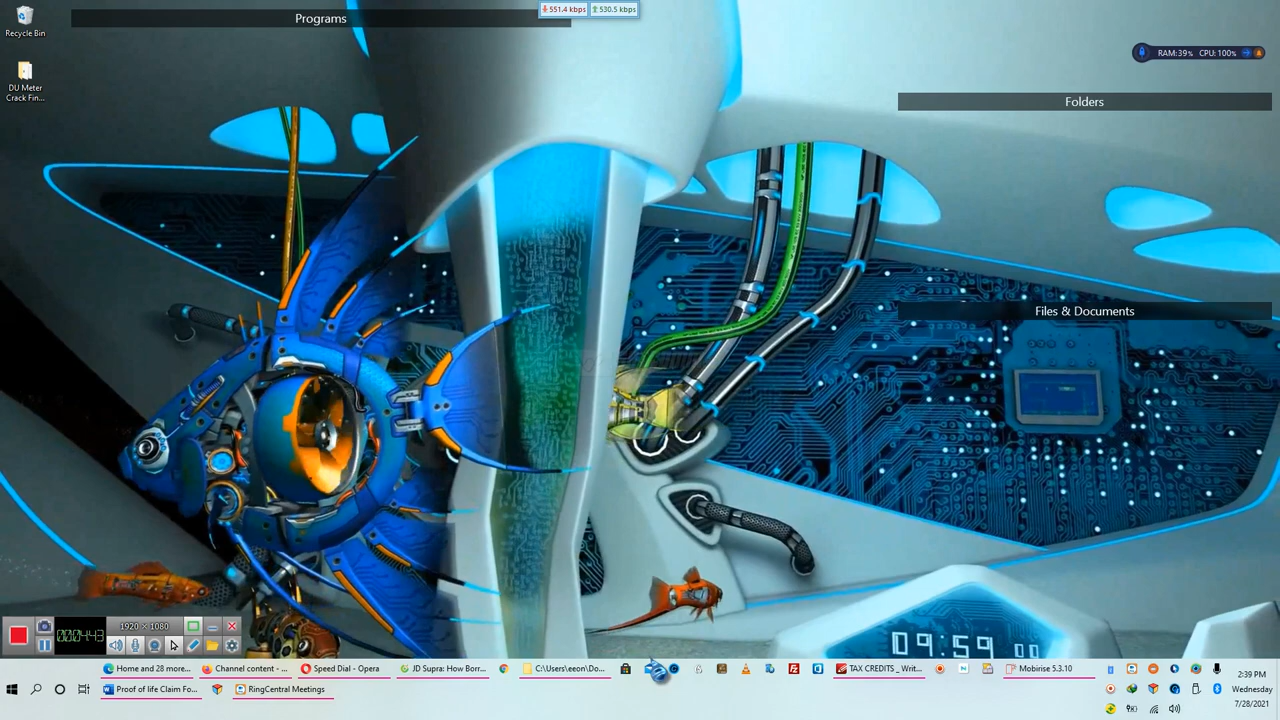 Recycle Bin
Programs
551.4 kbps
530.5 kbps
RAM:39% CPU:100%
DU Meter
Crack Fin...
Folders
Files & Documents
1920 × 1080
09:59
Home and 28 more...
Channel content - ...
Speed Dial - Opera
JD Supra: How Borr...
C:\Users\eeon\Do...
TAX CREDITS_ Writ...
Mobirise 5.3.10
2:39 PM
Proof of life Claim Fo...
RingCentral Meetings
Wednesday
7/28/2021